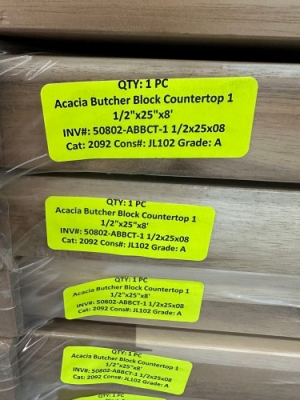 QTY: 1 PC
Acacia Butcher Block Countertop 1
1/2"x25"x8'
INV#: 50802-ABBCT-1 1/2x25x08
Cat: 2092 Cons#: JL102 Grade: A
QTY: 1 PC
Acacia Butcher Block Countertop 1
1/2"x25"x8'
INV#: 50802-ABBCT-1 1/2x25x08
Cat: 2092 Cons#: JL102 Grade: A
QTY: 1 PC
Acacia Butcher Block Countertop 1
1/2"x25"x8'
INV#: 50802-ABBCT-1 1/2x25x08
Cat: 2092 Cons#: JL102 Grade: A
QTY: 1 PC
Acacia Butcher Block Countertop 1
1/2"x25"x8'
INV#: 50802-ABBCT-1 1/2x25x08
Cat: 2092 Cons#: JL102 Grade: A
QTY: 1 PC